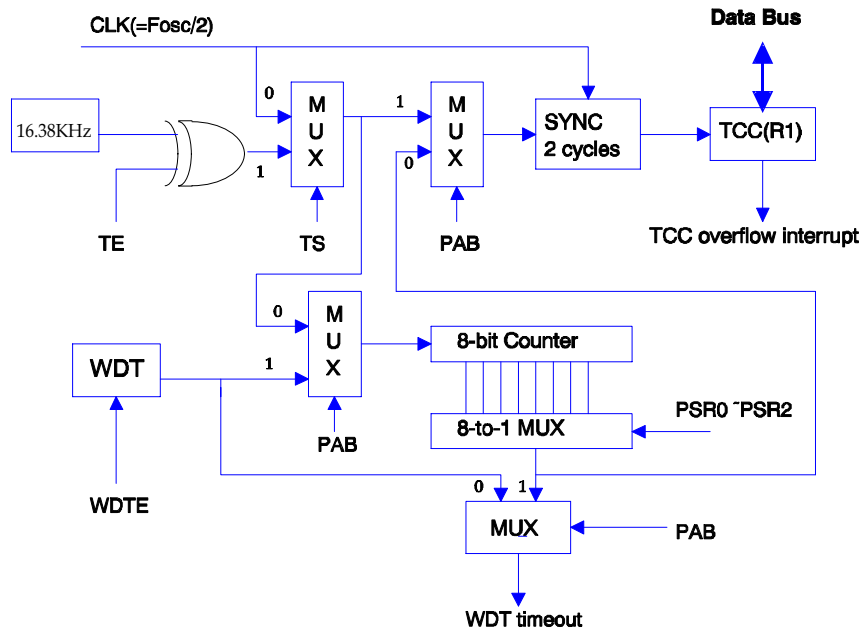 CLK(=Fosc/2)
Data Bus
0
16.38KHz
1
M
U
X
1
0
M
U
X
SYNC
2 cycles
TCC(R1)
TE
TS
PAB
TCC overflow interrupt
0
M
U
X
8-bit Counter
WDT
1
PAB
8-to-1 MUX
PSR0 ~PSR2
WDTE
0
1
MUX
PAB
WDT timeout